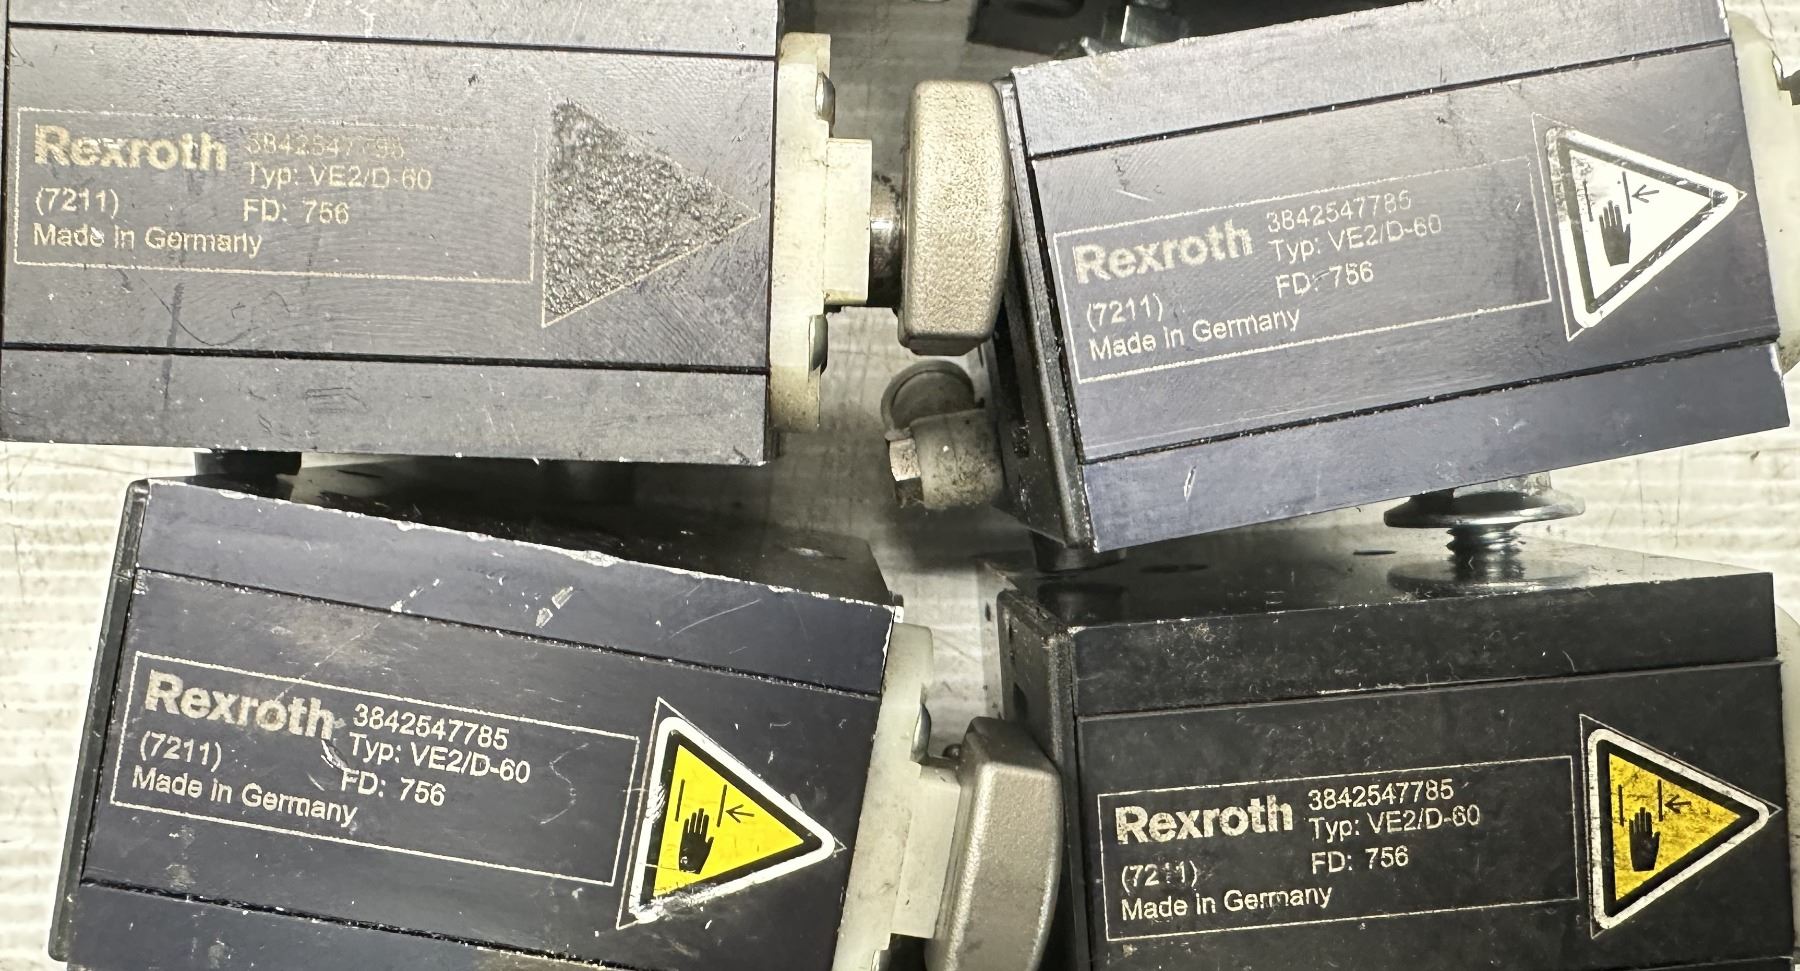 Rexroth
Typ: VE2/D-60
(7211)
FD: 756
Made in Germany
Rexroth 3842547785
Typ: VE2/D-60
(7211)
FD: 756
Made in Germany
Rexroth 3842547785
Typ: VE2/D-60
(7211)
FD: 756
Made in Germany
Rexroth 3842547785
Typ: VE2/D-60
(7211)
FD: 756
Made in Germany